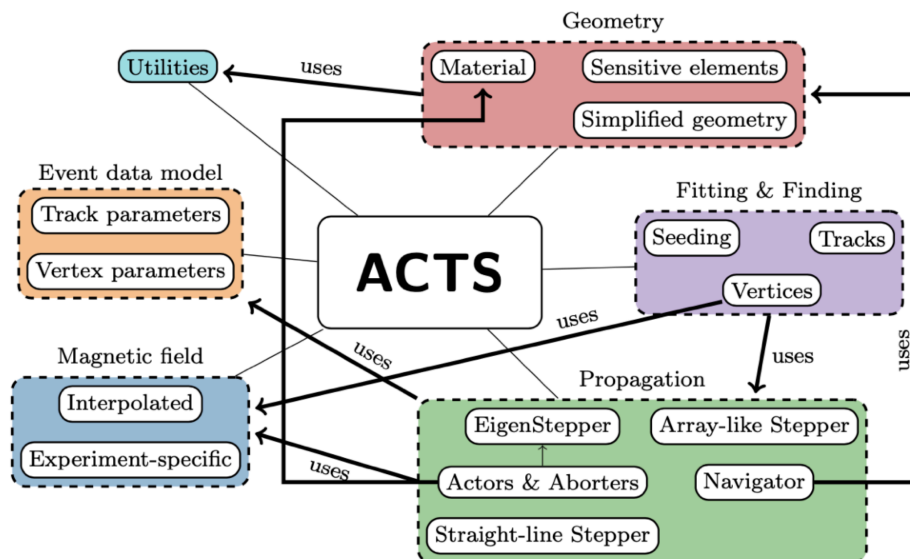 Geometry
Utilities
uses
Material
Sensitive elements
Simplified geometry
Event data model
Track parameters
Vertex parameters
ACTS
Fitting & Finding
Seeding
Tracks
Vertices
uses
uses
uses
uses
Magnetic field
Interpolated
Experiment-specific
uses
Propagation
EigenStepper
Array-like Stepper
Actors & Aborters
Navigator
Straight-line Stepper